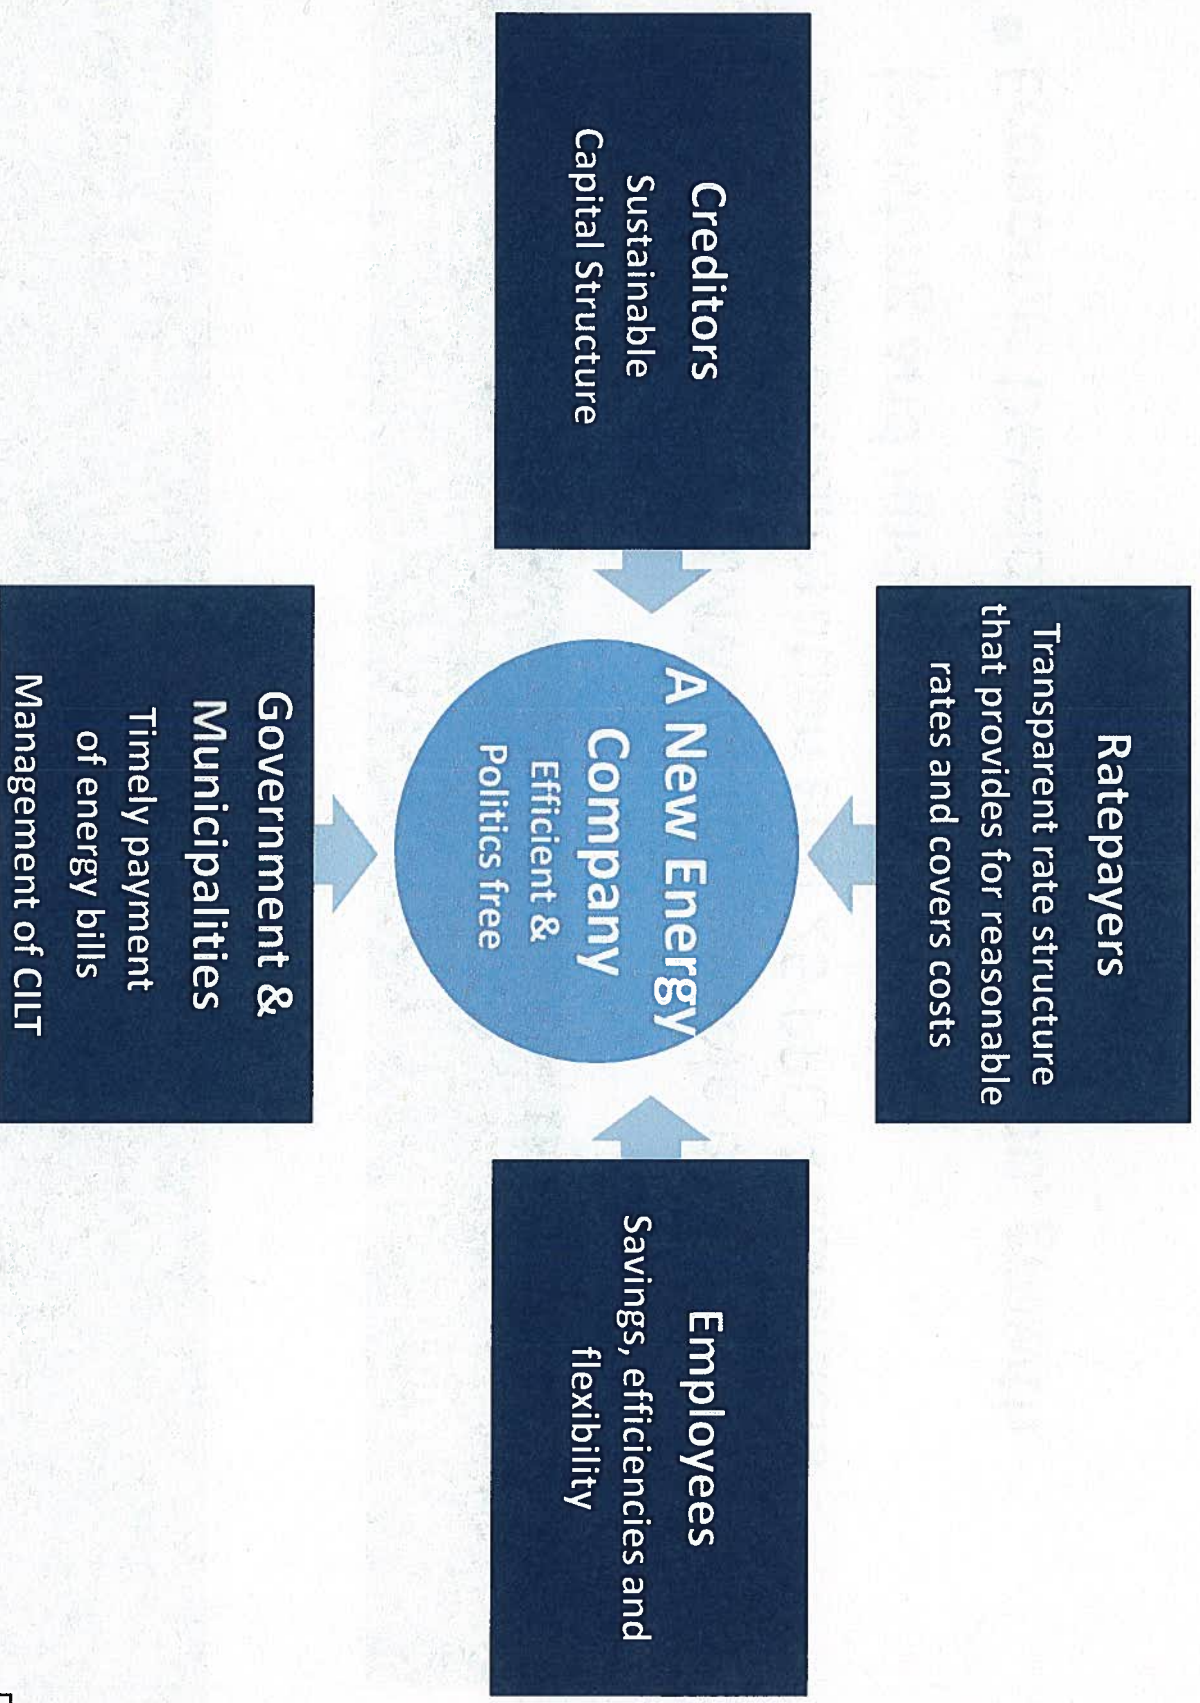 Ratepayers
Transparent rate structure
that provides for reasonable
rates and covers costs
Creditors
Sustainable
Capital Structure
A New Energy
Company
Efficient &
Politics free
Employees
Savings, efficiencies and
flexibility
Government &
Municipalities
Timely payment
of energy bills
Management of CILT